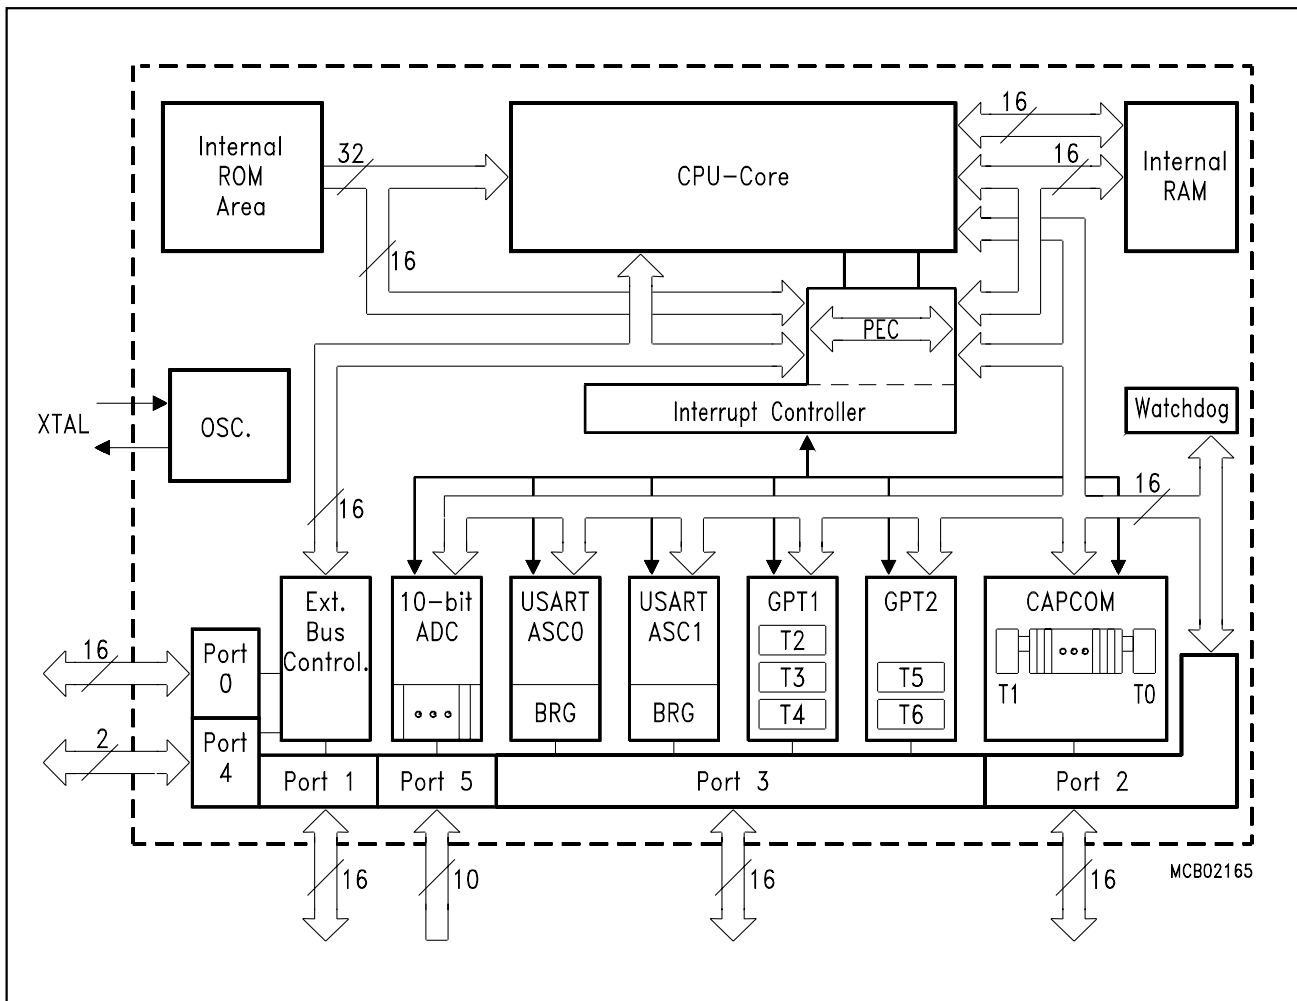 16
Internal
ROM
Area
32
CPU-Core
16
Internal
RAM
16
PEC
XTAL
OSC.
Interrupt Controller
Watchdog
16
16
Ext.
Bus
Control.
10-bit
ADC
USART
ASC0
BRG
USART
ASC1
BRG
GPT1
T2
T3
T4
GPT2
T5
T6
CAPCOM
T1
T0
16
Port
0
2
Port
4
Port 1
Port 5
Port 3
Port 2
16
10
16
16
MCB02165